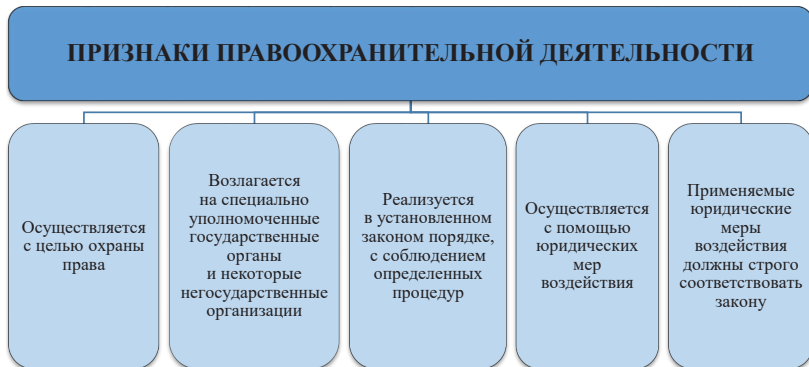 ПРИЗНАКИ ПРАВООХРАНИТЕЛЬНОЙ ДЕЯТЕЛЬНОСТИ
Осуществляется
с целью охраны
права
Возлагается
на специально
уполномоченные
государственные
органы
и некоторые
негосударственные
организации
Реализуется
в установленном
законом порядке,
с соблюдением
определенных
процедур
Осуществляется
с помощью
юридических
мер
воздействия
Применяемые
юридические
меры
воздействия
должны строго
соответствовать
закону